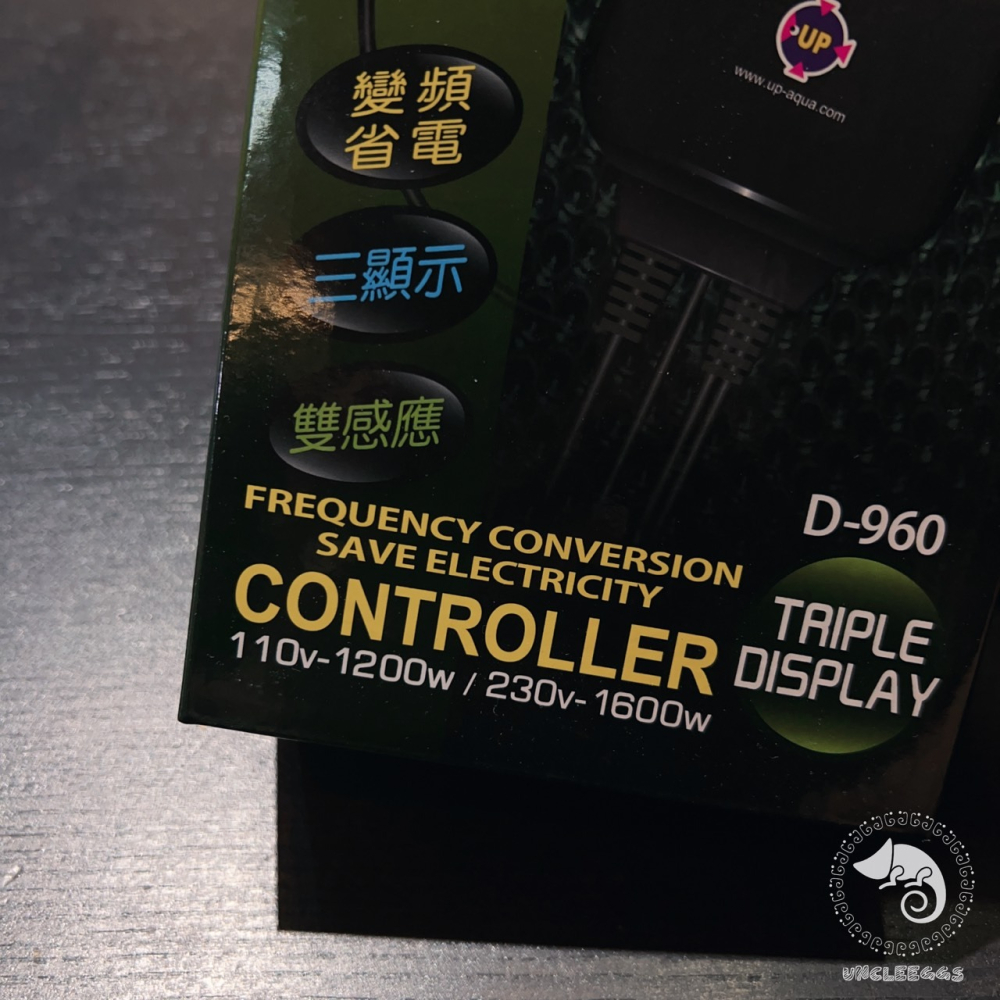 UP
www.up-aqua.com
變頻
省電
三顯示
雙感應
FREQUENCY CONVERSION
SAVE ELECTRICITY
CONTROLLER
110v-1200w / 230v-1600w
D-960
TRIPLE
DISPLAY
UNCLEEGGS